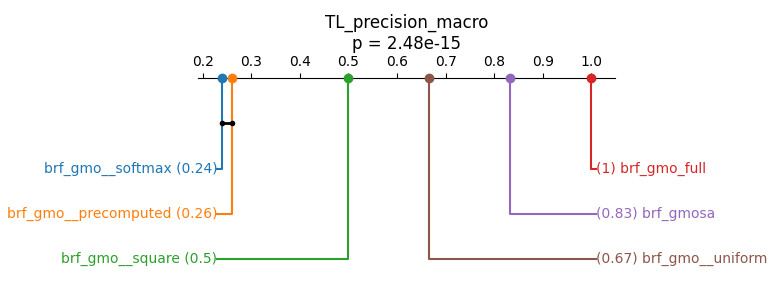 TL_precision_macro
p = 2.48e-15
0.2 0.3 0.4 0.5 0.6 0.7 0.8 0.9 1.0
brf_gmo__softmax (0.24)
(1) brf_gmo_full
brf_gmo__precomputed (0.26)
(0.83) brf_gmosa
brf_gmo__square (0.5)
(0.67) brf_gmo__uniform